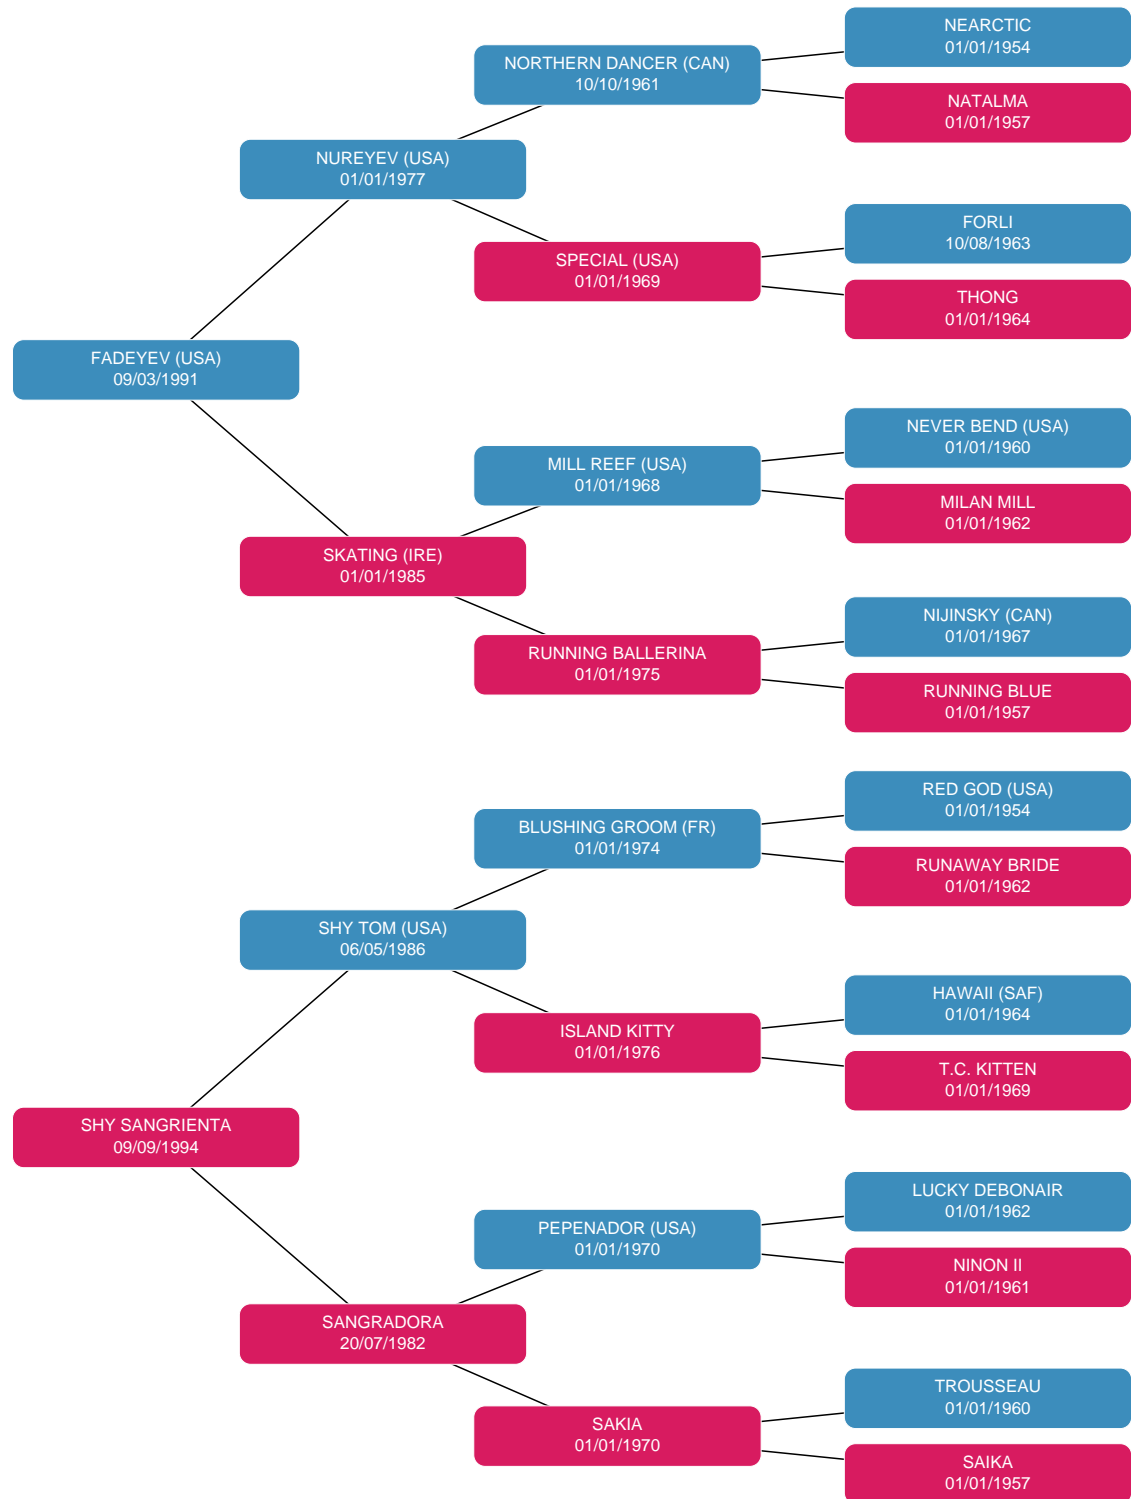 NEARCTIC
01/01/1954
NORTHERN DANCER (CAN)
10/10/1961
NATALMA
01/01/1957
NUREYEV (USA)
01/01/1977
FORLI
10/08/1963
SPECIAL (USA)
01/01/1969
THONG
01/01/1964
FADEYEV (USA)
09/03/1991
NEVER BEND (USA)
01/01/1960
MILL REEF (USA)
01/01/1968
MILAN MILL
01/01/1962
SKATING (IRE)
01/01/1985
NIJINSKY (CAN)
01/01/1967
RUNNING BALLERINA
01/01/1975
RUNNING BLUE
01/01/1957
RED GOD (USA)
01/01/1954
BLUSHING GROOM (FR)
01/01/1974
RUNAWAY BRIDE
01/01/1962
SHY TOM (USA)
06/05/1986
HAWAII (SAF)
01/01/1964
ISLAND KITTY
01/01/1976
T.C. KITTEN
01/01/1969
SHY SANGRIENTA
09/09/1994
LUCKY DEBONAIR
01/01/1962
PEPENADOR (USA)
01/01/1970
NINON II
01/01/1961
SANGRADORA
20/07/1982
TROUSSEAU
01/01/1960
SAKIA
01/01/1970
SAIKA
01/01/1957